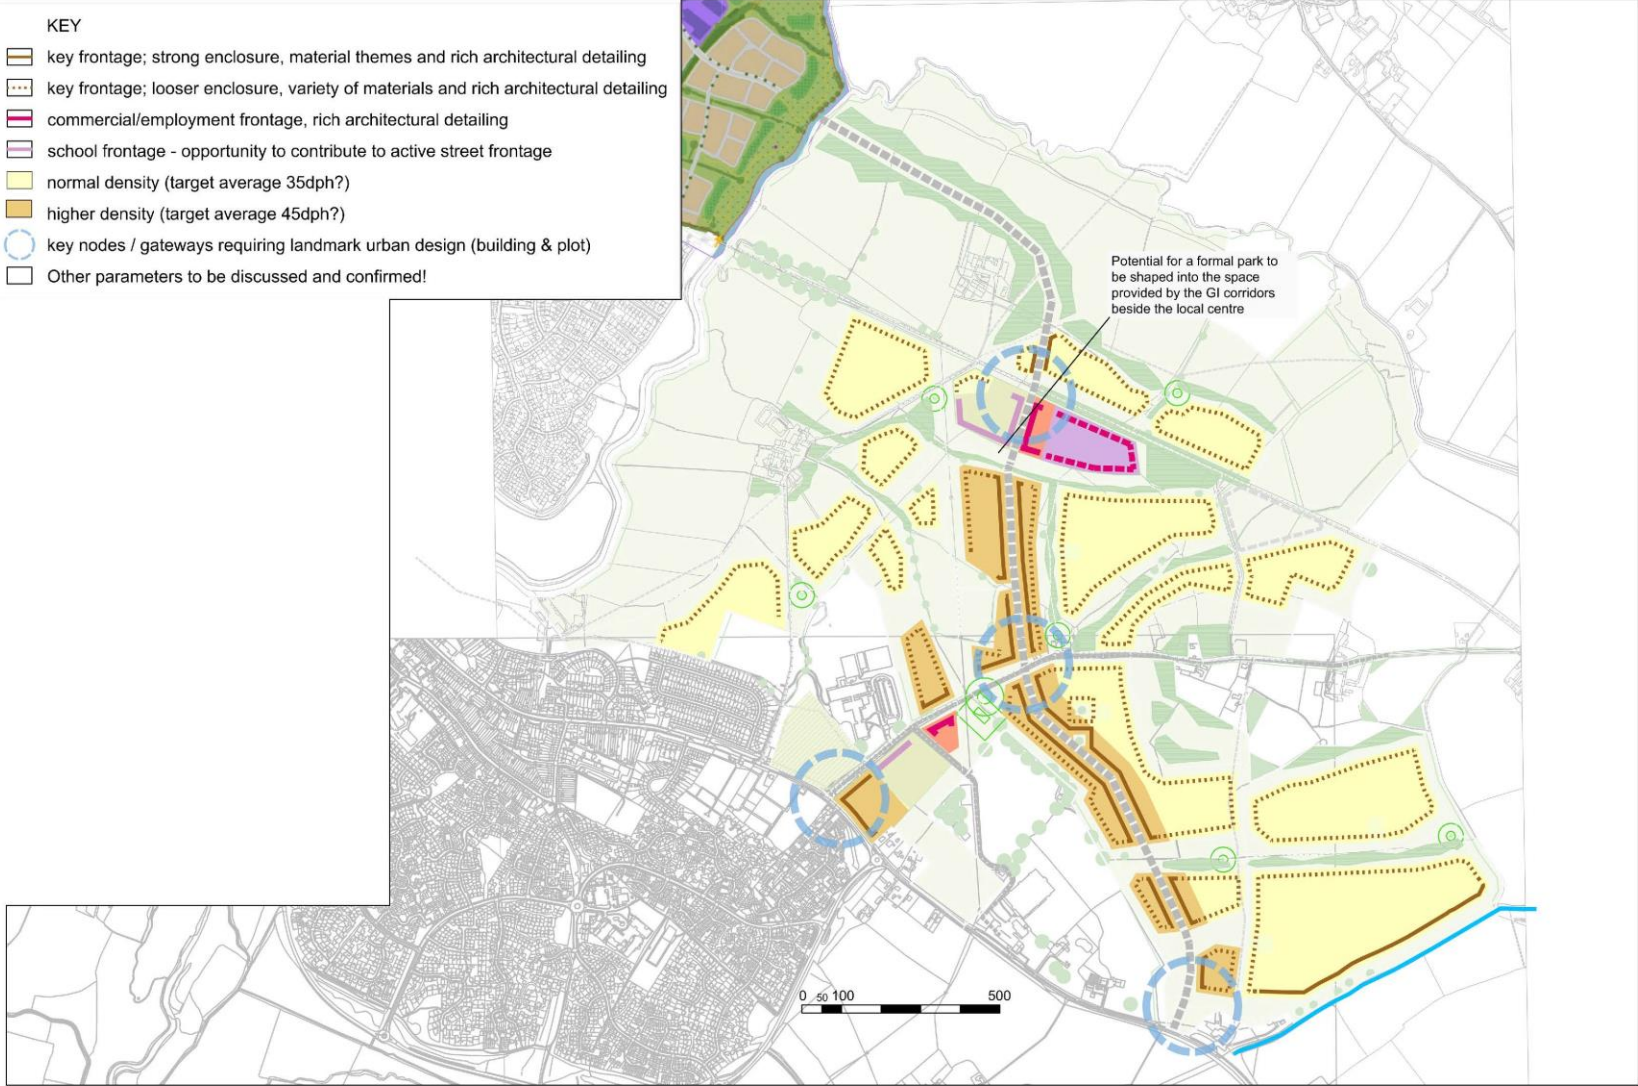 KEY
key frontage; strong enclosure, material themes and rich architectural detailing
key frontage; looser enclosure, variety of materials and rich architectural detailing
commercial/employment frontage, rich architectural detailing
school frontage - opportunity to contribute to active street frontage
normal density (target average 35dph?)
higher density (target average 45dph?)
key nodes / gateways requiring landmark urban design (building & plot)
Other parameters to be discussed and confirmed!
Potential for a formal park to
be shaped into the space
provided by the GI corridors
beside the local centre
0 50 100 500